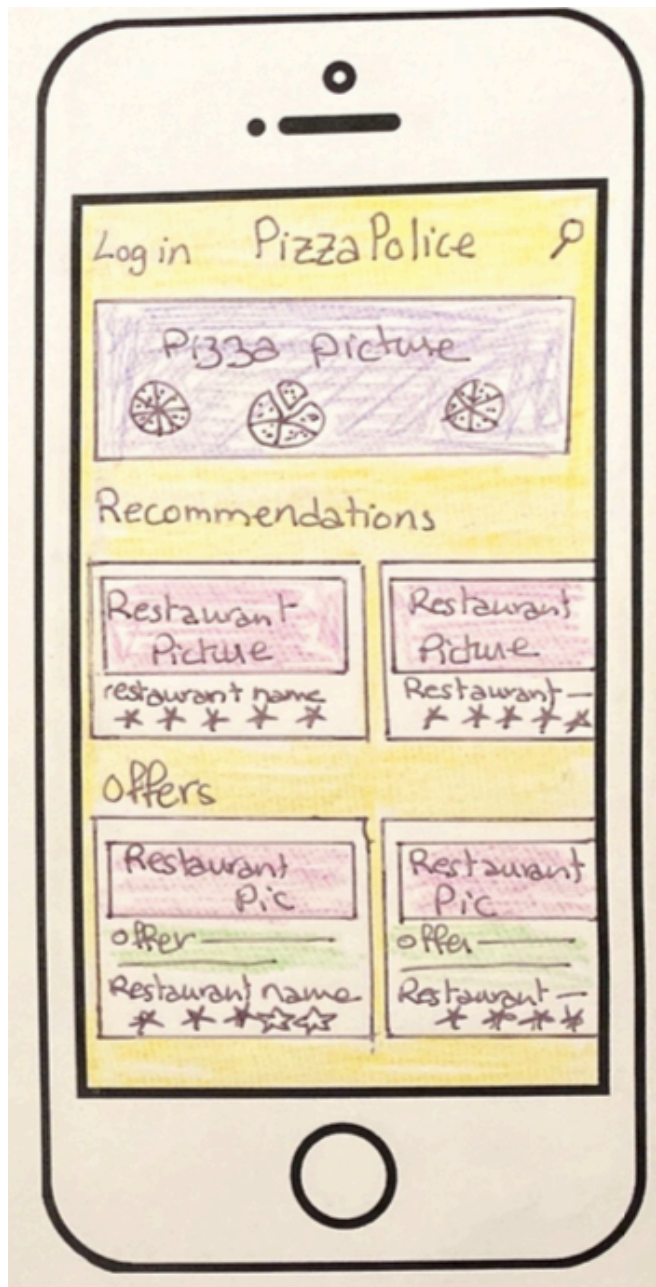 Log in PizzaPolice
Pizza picture
Recommendations
Restaurant Restaurant
Picture Picture
restaurant name Restaurant
Offers
Restaurant Restaurant
Pic Pic
offer offer
Restaurant name Restaurant